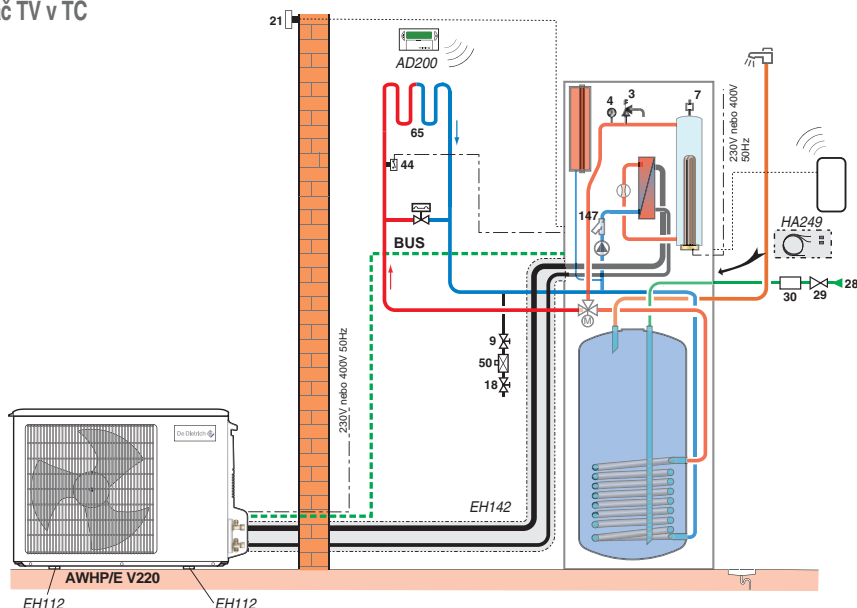 č TV v TC
21
AD200
4
3
7
230V nebo 400V
50Hz
65
44
HA249
147
BUS
28
30
29
M
9
50
18
230V nebo 400V 50Hz
De Dietrich
EH142
AWHP/E V220
EH112
EH112